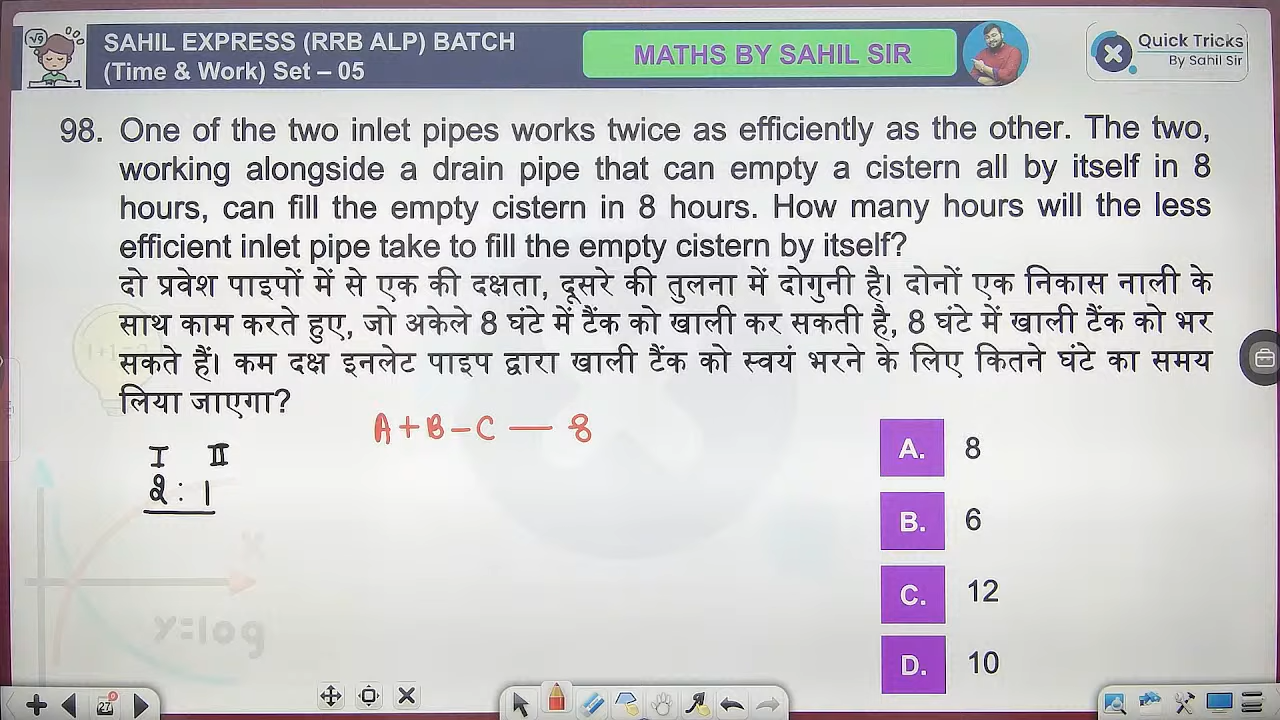 SAHIL EXPRESS (RRB ALP) BATCH
(Time & Work) Set – 05
MATHS BY SAHIL SIR
Quick Tricks
By Sahil Sir
98. One of the two inlet pipes works twice as efficiently as the other. The two,
working alongside a drain pipe that can empty a cistern all by itself in 8
hours, can fill the empty cistern in 8 hours. How many hours will the less
efficient inlet pipe take to fill the empty cistern by itself?
दो प्रवेश पाइपों में से एक की दक्षता, दूसरे की तुलना में दोगुनी है। दोनों एक निकास नाली के
साथ काम करते हुए, जो अकेले 8 घंटे में टैंक को खाली कर सकती है, 8 घंटे में खाली टैंक को भर
सकते हैं। कम दक्ष इनलेट पाइप द्वारा खाली टैंक को स्वयं भरने के लिए कितने घंटे का समय
लिया जाएगा?
A+B-C — 8
I II
2 : 1
A. 8
B. 6
C. 12
D. 10
y=log
27